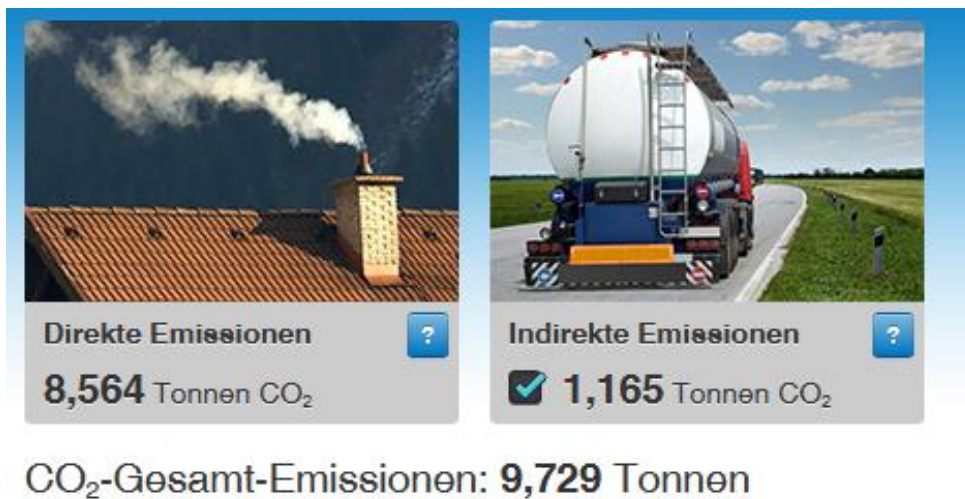 Direkte Emissionen ?
8,564 Tonnen CO₂
Indirekte Emissionen ?
1,165 Tonnen CO₂
CO₂-Gesamt-Emissionen: 9,729 Tonnen